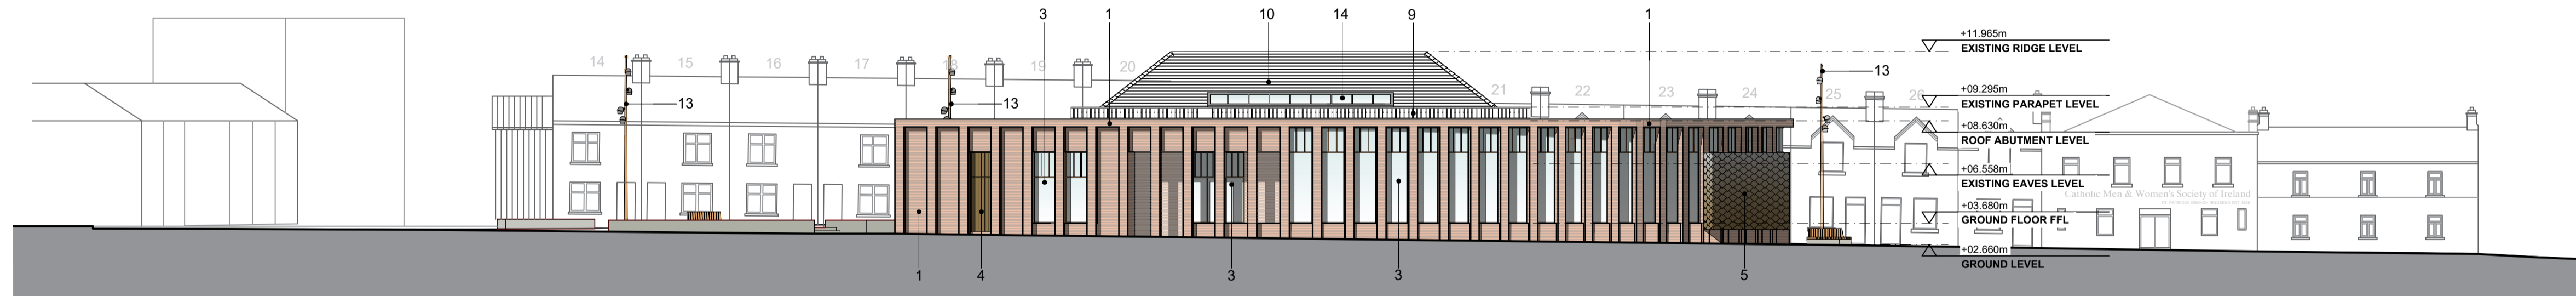 3 1 10 14 9 1
+11.965m
EXISTING RIDGE LEVEL
14 15 16 17 18 19 20
13
21 22 23 24 25 26
+09.295m
EXISTING PARAPET LEVEL
13 13
+08.630m
ROOF ABUTMENT LEVEL
+06.558m
EXISTING EAVES LEVEL
Catholic Men & Women's Society of Ireland
+03.680m
GROUND FLOOR FFL
+02.660m
GROUND LEVEL
1 4 3 3 5